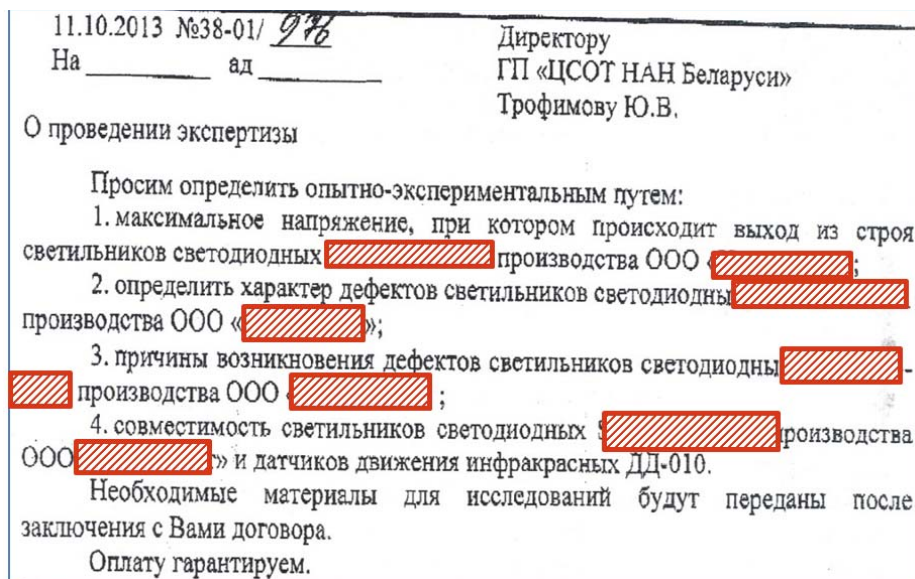 11.10.2013 №38-01/ 976
На ад
Директору
ГП «ЦСОТ НАН Беларуси»
Трофимову Ю.В.
О проведении экспертизы
Просим определить опытно-экспериментальным путем:
1. максимальное напряжение, при котором происходит выход из строя
светильников светодиодных производства ООО « ;
2. определить характер дефектов светильников светодиодны
производства ООО « »;
3. причины возникновения дефектов светильников светодиодны -
производства ООО « ;
4. совместимость светильников светодиодных производства
ООО » и датчиков движения инфракрасных ДД-010.
Необходимые материалы для исследований будут переданы после
заключения с Вами договора.
Оплату гарантируем.